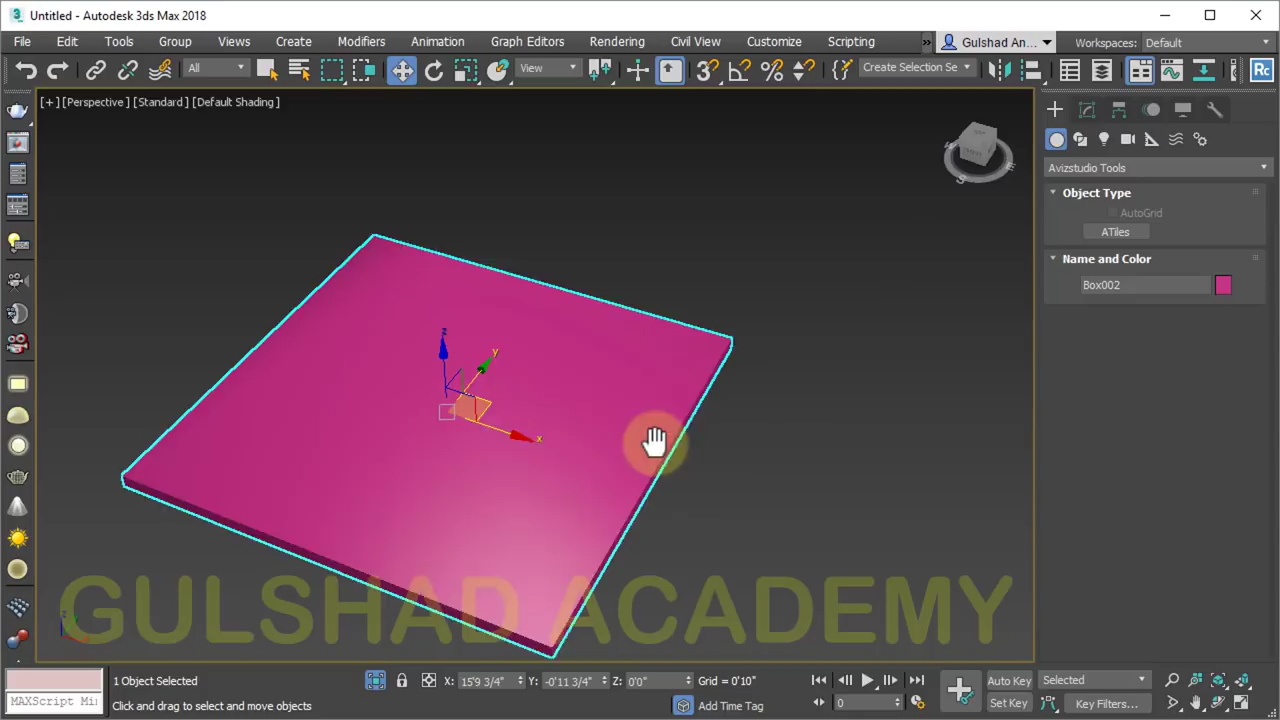 Untitled - Autodesk 3ds Max 2018
File Edit Tools Group Views Create Modifiers Animation Graph Editors Rendering Civil View Customize Scripting » Gulshad An... Workspaces: Default
All View 3 % Create Selection Se Rc
[+] [Perspective] [Standard] [Default Shading]
Avizstudio Tools
Object Type
AutoGrid
ATiles
Name and Color
Box002
S E
z
y
x
GULSHAD ACADEMY
1 Object Selected X: 15'9 3/4" Y: -0'11 3/4" Z: 0'0" Grid = 0'10" Auto Key Selected
MAXScript Mi Click and drag to select and move objects Add Time Tag 0 Set Key Key Filters...